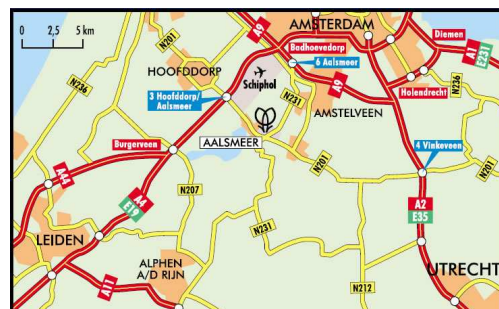 0 2,5 5 km
A9
AMSTERDAM
Diemen
N201
Badhoevedorp
6 Aalsmeer
A1
E231
HOOFDDORP
Schiphol
A9
N236
N236
3 Hoofddorp/
Aalsmeer
N231
Holendrecht
AMSTELVEEN
Burgerveen
AALSMEER
N201
4 Vinkeveen
A44
N207
A4
E19
A2
E35
LEIDEN
N231
ALPHEN
A/D RIJN
UTRECHT
A11
N212